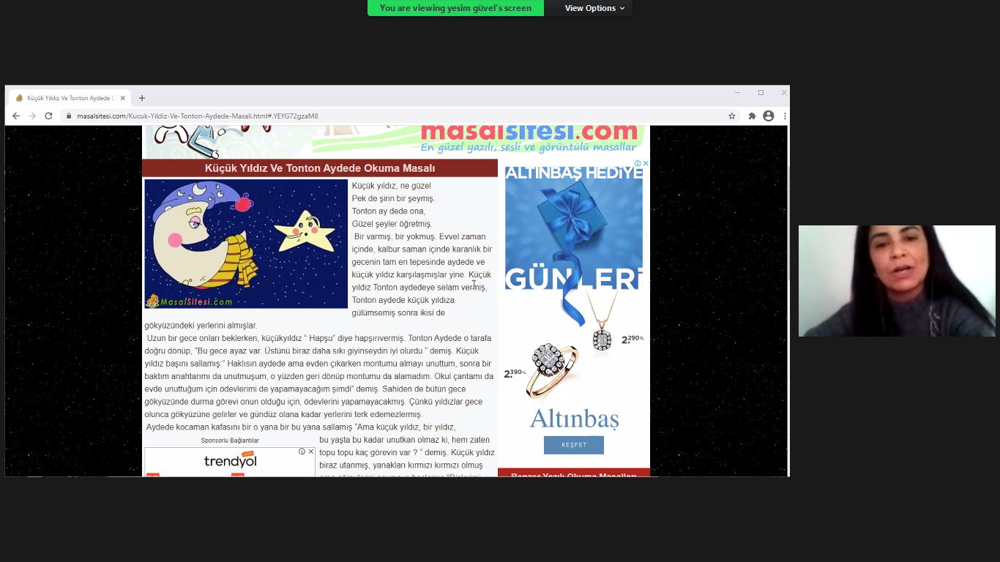 You are viewing yesim güvel's screen
View Options
Küçük Yıldız Ve Tonton Aydede O
masalsitesi.com/Kucuk-Yildiz-Ve-Tonton-Aydede-Masali.html#.YEYG72gzaM8
masalsitesi.com
En güzel yazılı, sesli ve görüntülü masallar
Küçük Yıldız Ve Tonton Aydede Okuma Masalı
MasalSitesi.com
Küçük yıldız, ne güzel
Pek de şirin bir şeymiş.
Tonton ay dede ona,
Güzel şeyler öğretmiş.
Bir varmış, bir yokmuş. Evvel zaman
içinde, kalbur saman içinde karanlık bir
gecenin tam en tepesinde aydede ve
küçük yıldız karşılaşmışlar yine. Küçük
yıldız Tonton aydedeye selam vermiş,
Tonton aydede küçük yıldıza
gülümsemiş sonra ikisi de
gökyüzündeki yerlerini almışlar.
Uzun bir gece onları beklerken, küçükyıldız “ Hapşu” diye hapşırıvermiş. Tonton Aydede o tarafa
doğru dönüp, “Bu gece ayaz var. Üstünü biraz daha sıkı giyinseydin iyi olurdu “ demiş. Küçük
yıldız başını sallamış:” Haklısın aydede ama evden çıkarken montumu almayı unuttum, sonra bir
baktım anahtarımı da unutmuşum, o yüzden geri dönüp montumu da alamadım. Okul çantamı da
evde unuttuğum için ödevlerimi de yapamayacağım şimdi” demiş. Sahiden de bütün gece
gökyüzünde durma görevi onun olduğu için, ödevlerini yapamayacakmış. Çünkü yıldızlar gece
olunca gökyüzüne gelirler ve gündüz olana kadar yerlerini terk edemezlermiş.
Aydede kocaman kafasını bir o yana bir bu yana sallamış “Ama küçük yıldız, bir yıldız,
bu yaşta bu kadar unutkan olmaz ki, hem zaten
topu topu kaç görevin var ? “ demiş. Küçük yıldız
biraz utanmış, yanakları kırmızı kırmızı olmuş
Sponsorlu Bağlantılar
trendyol
.com
ALTINBAŞ HEDİYE
GÜNLERİ
2.290TL
2.390TL
Altınbaş
KEŞFET
Benzer Yazılı Okuma Masalları